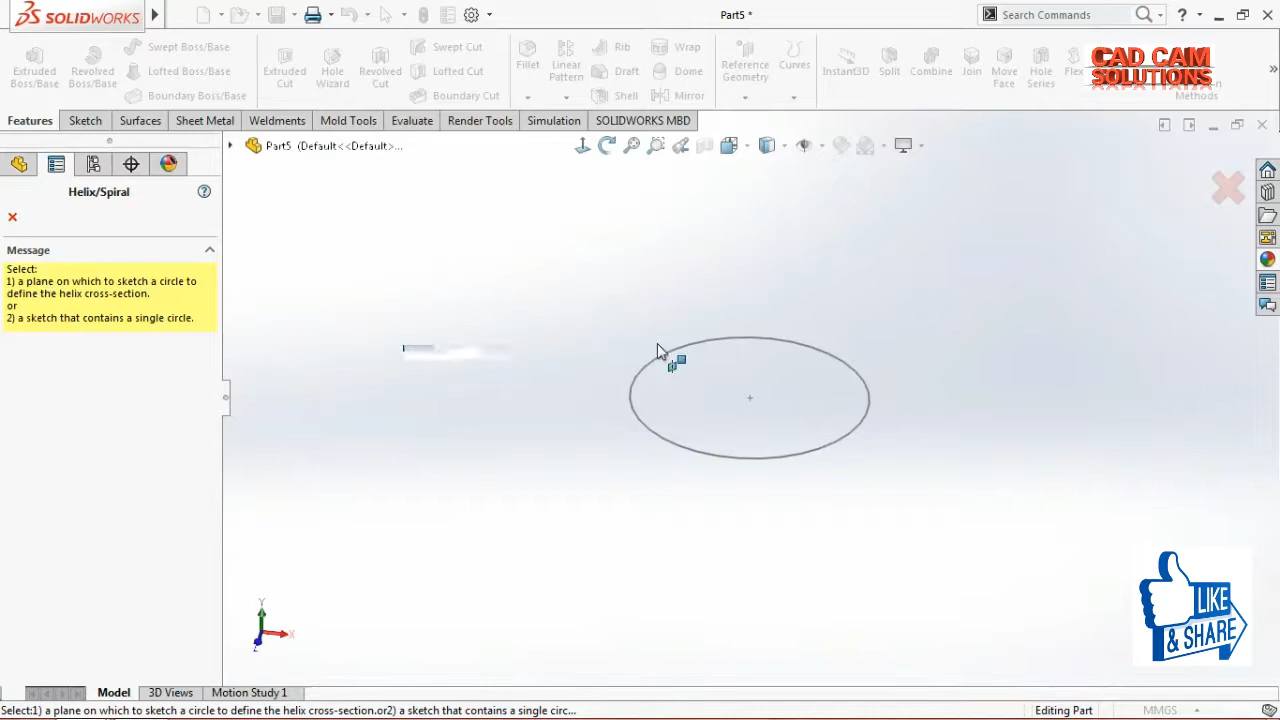 SOLIDWORKS
Part5 *
Search Commands
Extruded Boss/Base
Revolved Boss/Base
Swept Boss/Base
Lofted Boss/Base
Boundary Boss/Base
Extruded Cut
Hole Wizard
Revolved Cut
Swept Cut
Lofted Cut
Boundary Cut
Fillet
Linear Pattern
Rib
Draft
Shell
Wrap
Dome
Mirror
Reference Geometry
Curves
Instant3D
Split
Combine
Join
Move Face
Hole Series
Flex
Methods
CAD CAM
SOLUTIONS
Features
Sketch
Surfaces
Sheet Metal
Weldments
Mold Tools
Evaluate
Render Tools
Simulation
SOLIDWORKS MBD
Part5 (Default<<Default>...
Helix/Spiral
Message
Select:
1) a plane on which to sketch a circle to
define the helix cross-section.
or
2) a sketch that contains a single circle.
Y
X
Z
LIKE
& SHARE
Model
3D Views
Motion Study 1
Select:1) a plane on which to sketch a circle to define the helix cross-section.or2) a sketch that contains a single circ...
Editing Part
MMGS